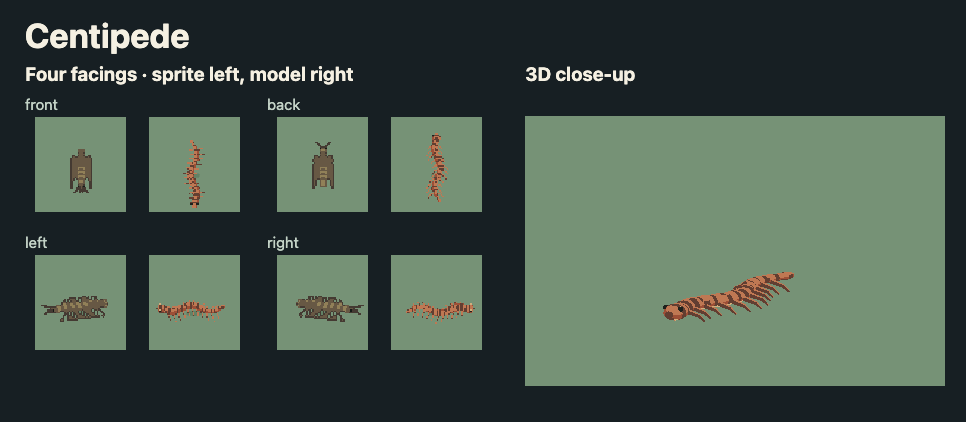 Centipede
Four facings · sprite left, model right
3D close-up
front
back
left
right